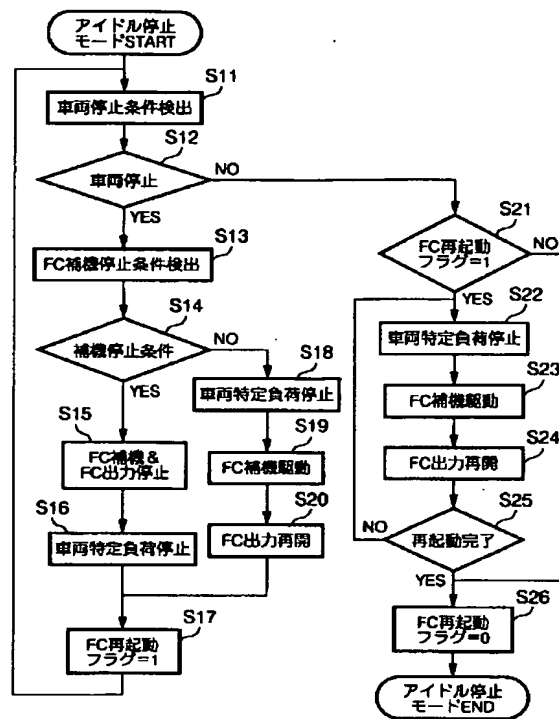 アイドル停止
モードSTART
S11
車両停止条件検出
S12
車両停止
NO
YES
S13
FC補機停止条件検出
S14
補機停止条件
NO
YES
S15
FC補機&
FC出力停止
S16
車両特定負荷停止
S17
FC再起動
フラグ=1
S18
車両特定負荷停止
S19
FC補機駆動
S20
FC出力再開
S21
FC再起動
フラグ=1
NO
YES
S22
車両特定負荷停止
S23
FC補機駆動
S24
FC出力再開
S25
再起動完了
NO
YES
S26
FC再起動
フラグ=0
アイドル停止
モードEND